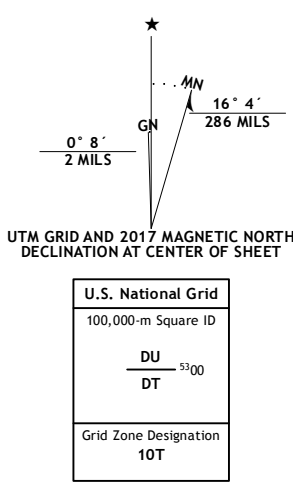 ★
MN
GN
16° 4´
286 MILS
0° 8´
2 MILS
UTM GRID AND 2017 MAGNETIC NORTH
DECLINATION AT CENTER OF SHEET
U.S. National Grid
100,000-m Square ID
DU
5300
DT
Grid Zone Designation
10T